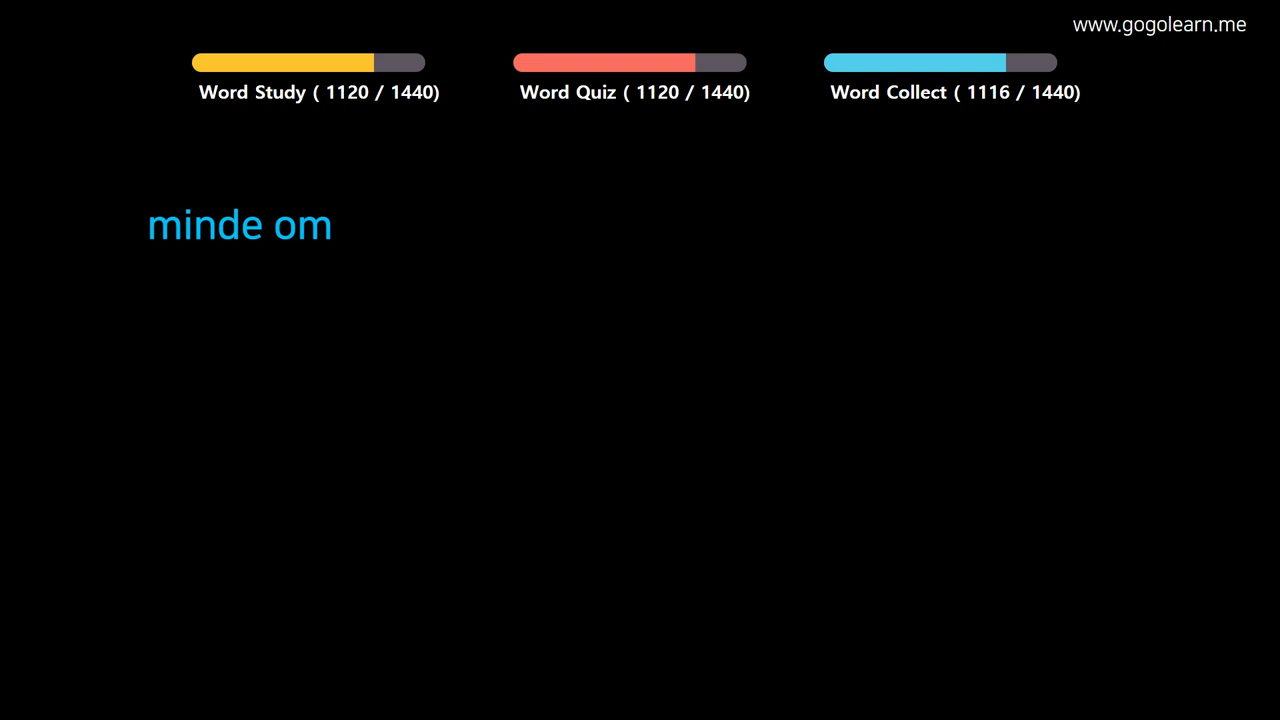 www.gogolearn.me
Word Study ( 1120 / 1440)
Word Quiz ( 1120 / 1440)
Word Collect ( 1116 / 1440)
minde om